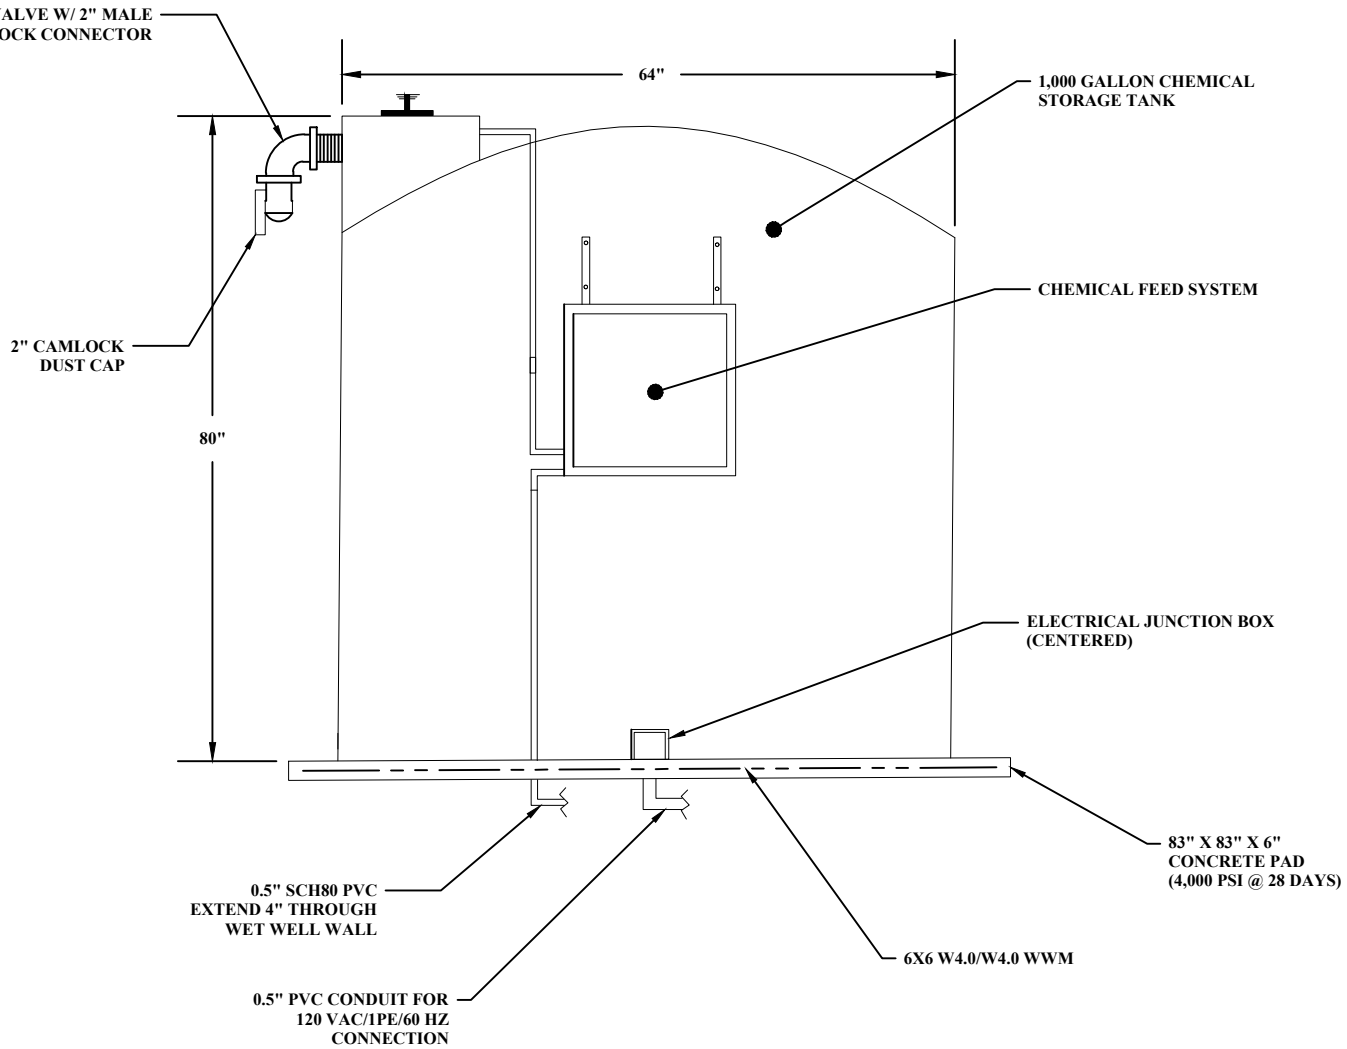 VALVE W/ 2" MALE
CONNECTOR
64"
1,000 GALLON CHEMICAL
STORAGE TANK
CHEMICAL FEED SYSTEM
2" CAMLOCK
DUST CAP
80"
ELECTRICAL JUNCTION BOX
(CENTERED)
83" X 83" X 6"
CONCRETE PAD
(4,000 PSI @ 28 DAYS)
0.5" SCH80 PVC
EXTEND 4" THROUGH
WET WELL WALL
6X6 W4.0/W4.0 WWM
0.5" PVC CONDUIT FOR
120 VAC/1PE/60 HZ
CONNECTION